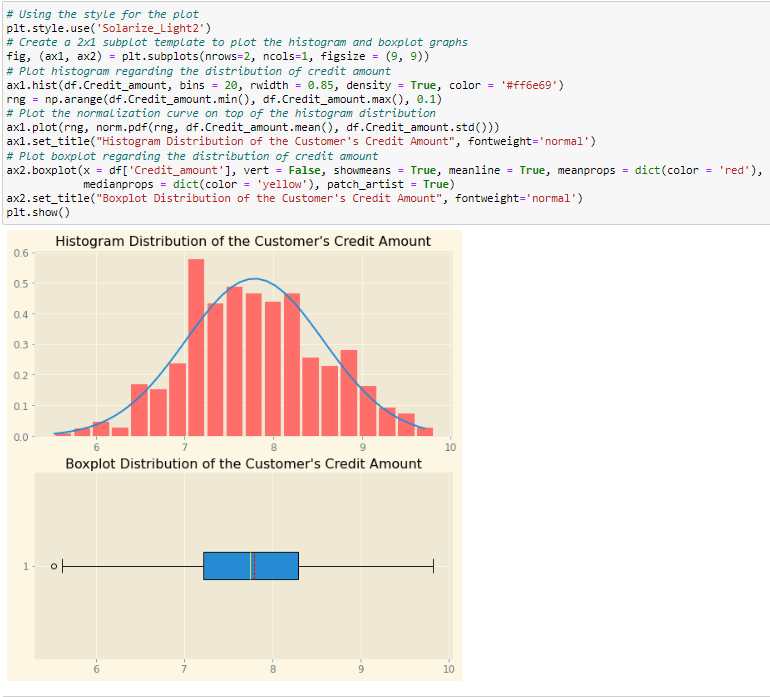 # Using the style for the plot
plt.style.use('Solarize_Light2')
# Create a 2x1 subplot template to plot the histogram and boxplot graphs
fig, (ax1, ax2) = plt.subplots(nrows=2, ncols=1, figsize = (9, 9))
# Plot histogram regarding the distribution of credit amount
ax1.hist(df.Credit_amount, bins = 20, rwidth = 0.85, density = True, color = '#ff6e69')
rng = np.arange(df.Credit_amount.min(), df.Credit_amount.max(), 0.1)
# Plot the normalization curve on top of the histogram distribution
ax1.plot(rng, norm.pdf(rng, df.Credit_amount.mean(), df.Credit_amount.std()))
ax1.set_title("Histogram Distribution of the Customer's Credit Amount", fontweight='normal')
# Plot boxplot regarding the distribution of credit amount
ax2.boxplot(x = df['Credit_amount'], vert = False, showmeans = True, meanline = True, meanprops = dict(color = 'red'),
            medianprops = dict(color = 'yellow'), patch_artist = True)
ax2.set_title("Boxplot Distribution of the Customer's Credit Amount", fontweight='normal')
plt.show()
Histogram Distribution of the Customer's Credit Amount
0.6
0.5
0.4
0.3
0.2
0.1
0.0
6 7 8 9 10
Boxplot Distribution of the Customer's Credit Amount
1
6 7 8 9 10